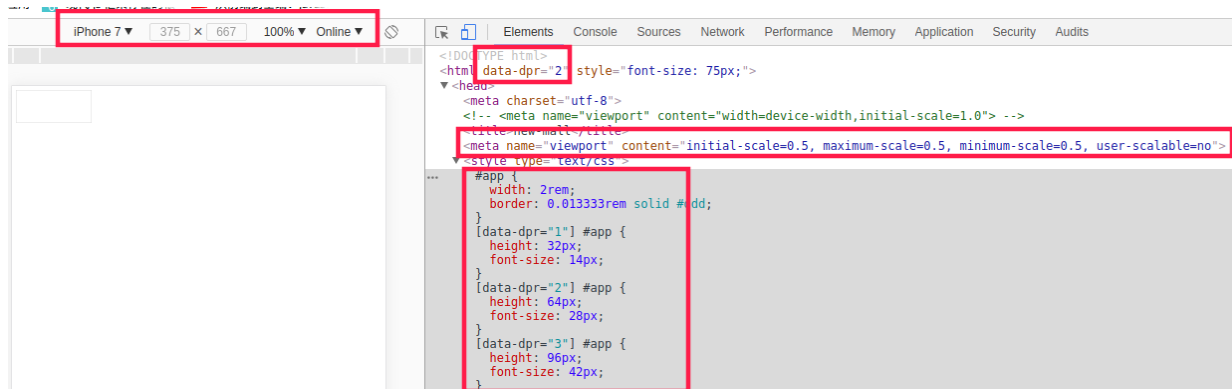 iPhone 7 ▼ 375 × 667 100% ▼ Online ▼
Elements Console Sources Network Performance Memory Application Security Audits
<!DOCTYPE html>
<html data-dpr="2" style="font-size: 75px;">
▼<head>
<meta charset="utf-8">
<!-- <meta name="viewport" content="width=device-width,initial-scale=1.0"> -->
<title>new-mall</title>
<meta name="viewport" content="initial-scale=0.5, maximum-scale=0.5, minimum-scale=0.5, user-scalable=no">
▼<style type="text/css">
... #app {
width: 2rem;
border: 0.013333rem solid #ddd;
}
[data-dpr="1"] #app {
height: 32px;
font-size: 14px;
}
[data-dpr="2"] #app {
height: 64px;
font-size: 28px;
}
[data-dpr="3"] #app {
height: 96px;
font-size: 42px;
}